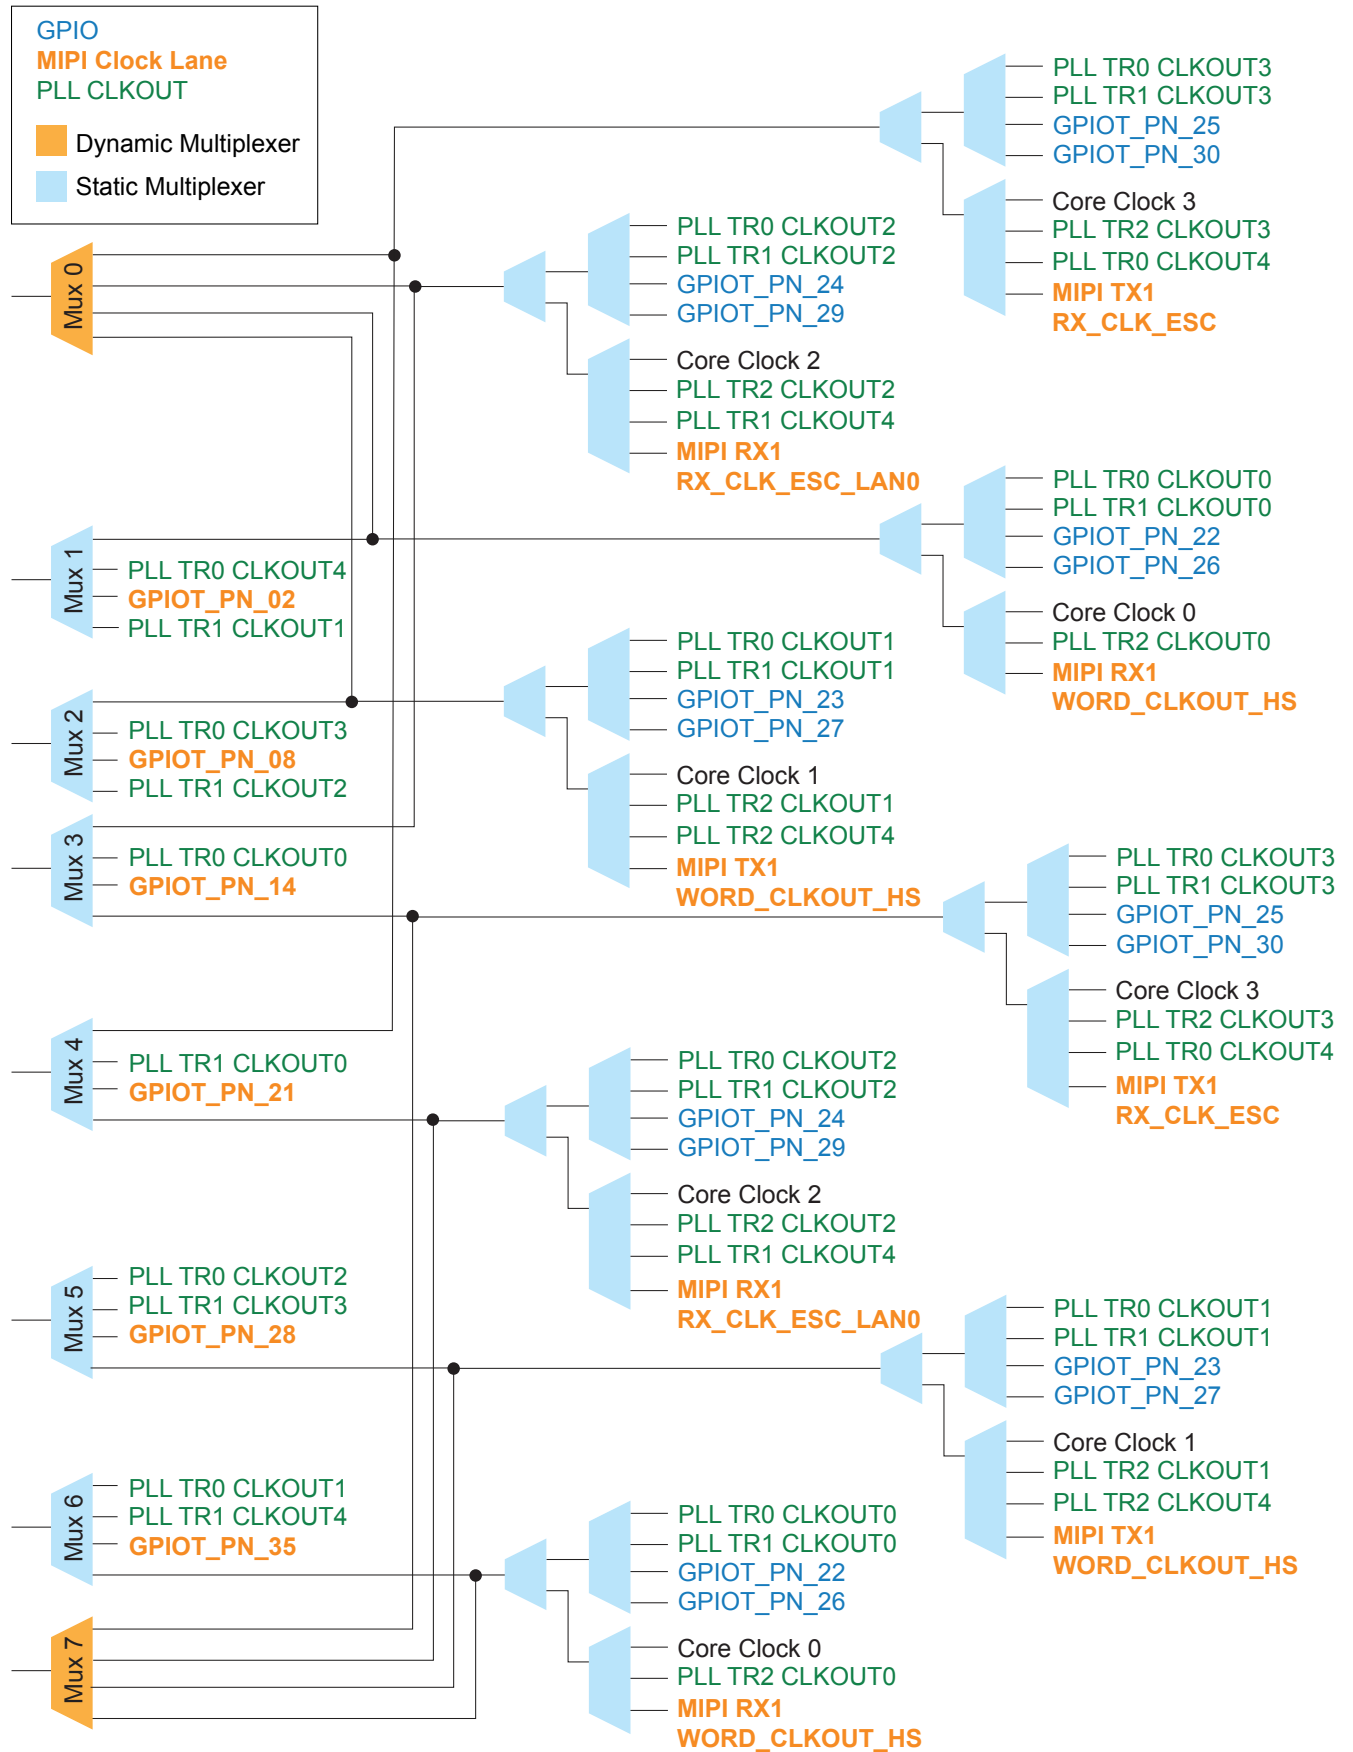 GPIO
MIPI Clock Lane
PLL CLKOUT
Dynamic Multiplexer
Static Multiplexer
PLL TR0 CLKOUT3
PLL TR1 CLKOUT3
GPIOT_PN_25
GPIOT_PN_30
Core Clock 3
PLL TR2 CLKOUT3
PLL TR0 CLKOUT4
MIPI TX1
RX_CLK_ESC
Mux 0
PLL TR0 CLKOUT2
PLL TR1 CLKOUT2
GPIOT_PN_24
GPIOT_PN_29
Core Clock 2
PLL TR2 CLKOUT2
PLL TR1 CLKOUT4
MIPI RX1
RX_CLK_ESC_LAN0
PLL TR0 CLKOUT0
PLL TR1 CLKOUT0
GPIOT_PN_22
GPIOT_PN_26
Core Clock 0
PLL TR2 CLKOUT0
MIPI RX1
WORD_CLKOUT_HS
Mux 1
PLL TR0 CLKOUT4
GPIOT_PN_02
PLL TR1 CLKOUT1
PLL TR0 CLKOUT1
PLL TR1 CLKOUT1
GPIOT_PN_23
GPIOT_PN_27
Core Clock 1
PLL TR2 CLKOUT1
PLL TR2 CLKOUT4
MIPI TX1
WORD_CLKOUT_HS
Mux 2
PLL TR0 CLKOUT3
GPIOT_PN_08
PLL TR1 CLKOUT2
Mux 3
PLL TR0 CLKOUT0
GPIOT_PN_14
PLL TR0 CLKOUT3
PLL TR1 CLKOUT3
GPIOT_PN_25
GPIOT_PN_30
Core Clock 3
PLL TR2 CLKOUT3
PLL TR0 CLKOUT4
MIPI TX1
RX_CLK_ESC
Mux 4
PLL TR1 CLKOUT0
GPIOT_PN_21
PLL TR0 CLKOUT2
PLL TR1 CLKOUT2
GPIOT_PN_24
GPIOT_PN_29
Core Clock 2
PLL TR2 CLKOUT2
PLL TR1 CLKOUT4
MIPI RX1
RX_CLK_ESC_LAN0
Mux 5
PLL TR0 CLKOUT2
PLL TR1 CLKOUT3
GPIOT_PN_28
PLL TR0 CLKOUT1
PLL TR1 CLKOUT1
GPIOT_PN_23
GPIOT_PN_27
Core Clock 1
PLL TR2 CLKOUT1
PLL TR2 CLKOUT4
MIPI TX1
WORD_CLKOUT_HS
Mux 6
PLL TR0 CLKOUT1
PLL TR1 CLKOUT4
GPIOT_PN_35
PLL TR0 CLKOUT0
PLL TR1 CLKOUT0
GPIOT_PN_22
GPIOT_PN_26
Core Clock 0
PLL TR2 CLKOUT0
MIPI RX1
WORD_CLKOUT_HS
Mux 7